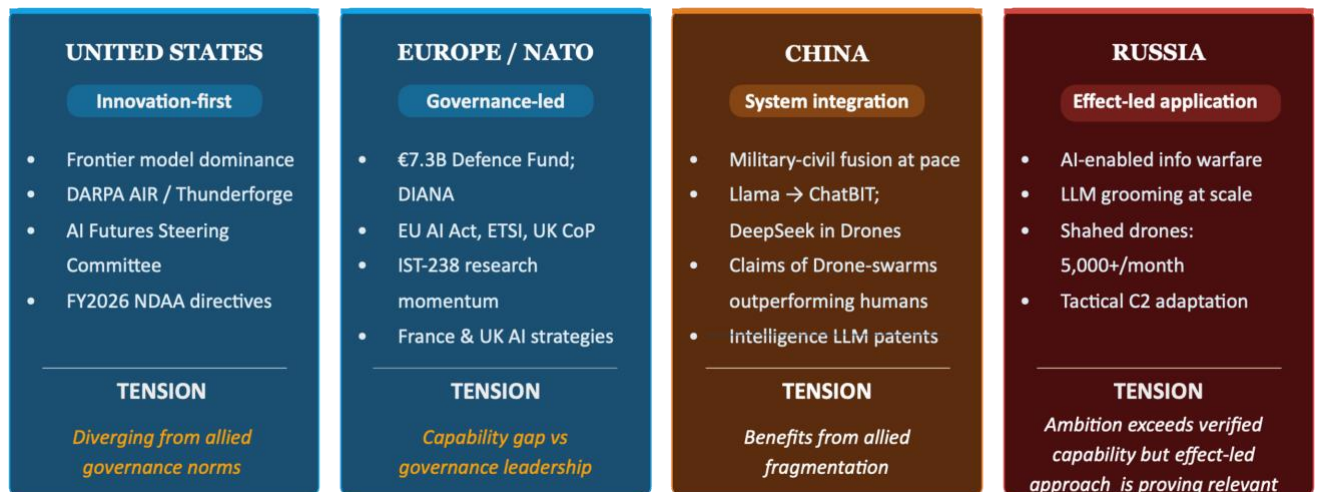 UNITED STATES
Innovation-first
• Frontier model dominance
• DARPA AIR / Thunderforge
• AI Futures Steering
Committee
• FY2026 NDAA directives
TENSION
Diverging from allied
governance norms
EUROPE / NATO
Governance-led
• €7.3B Defence Fund;
DIANA
• EU AI Act, ETSI, UK CoP
• IST-238 research
momentum
• France & UK AI strategies
TENSION
Capability gap vs
governance leadership
CHINA
System integration
• Military-civil fusion at pace
• Llama → ChatBIT;
DeepSeek in Drones
• Claims of Drone-swarms
outperforming humans
• Intelligence LLM patents
TENSION
Benefits from allied
fragmentation
RUSSIA
Effect-led application
• AI-enabled info warfare
• LLM grooming at scale
• Shahed drones:
5,000+/month
• Tactical C2 adaptation
TENSION
Ambition exceeds verified
capability but effect-led
approach is proving relevant